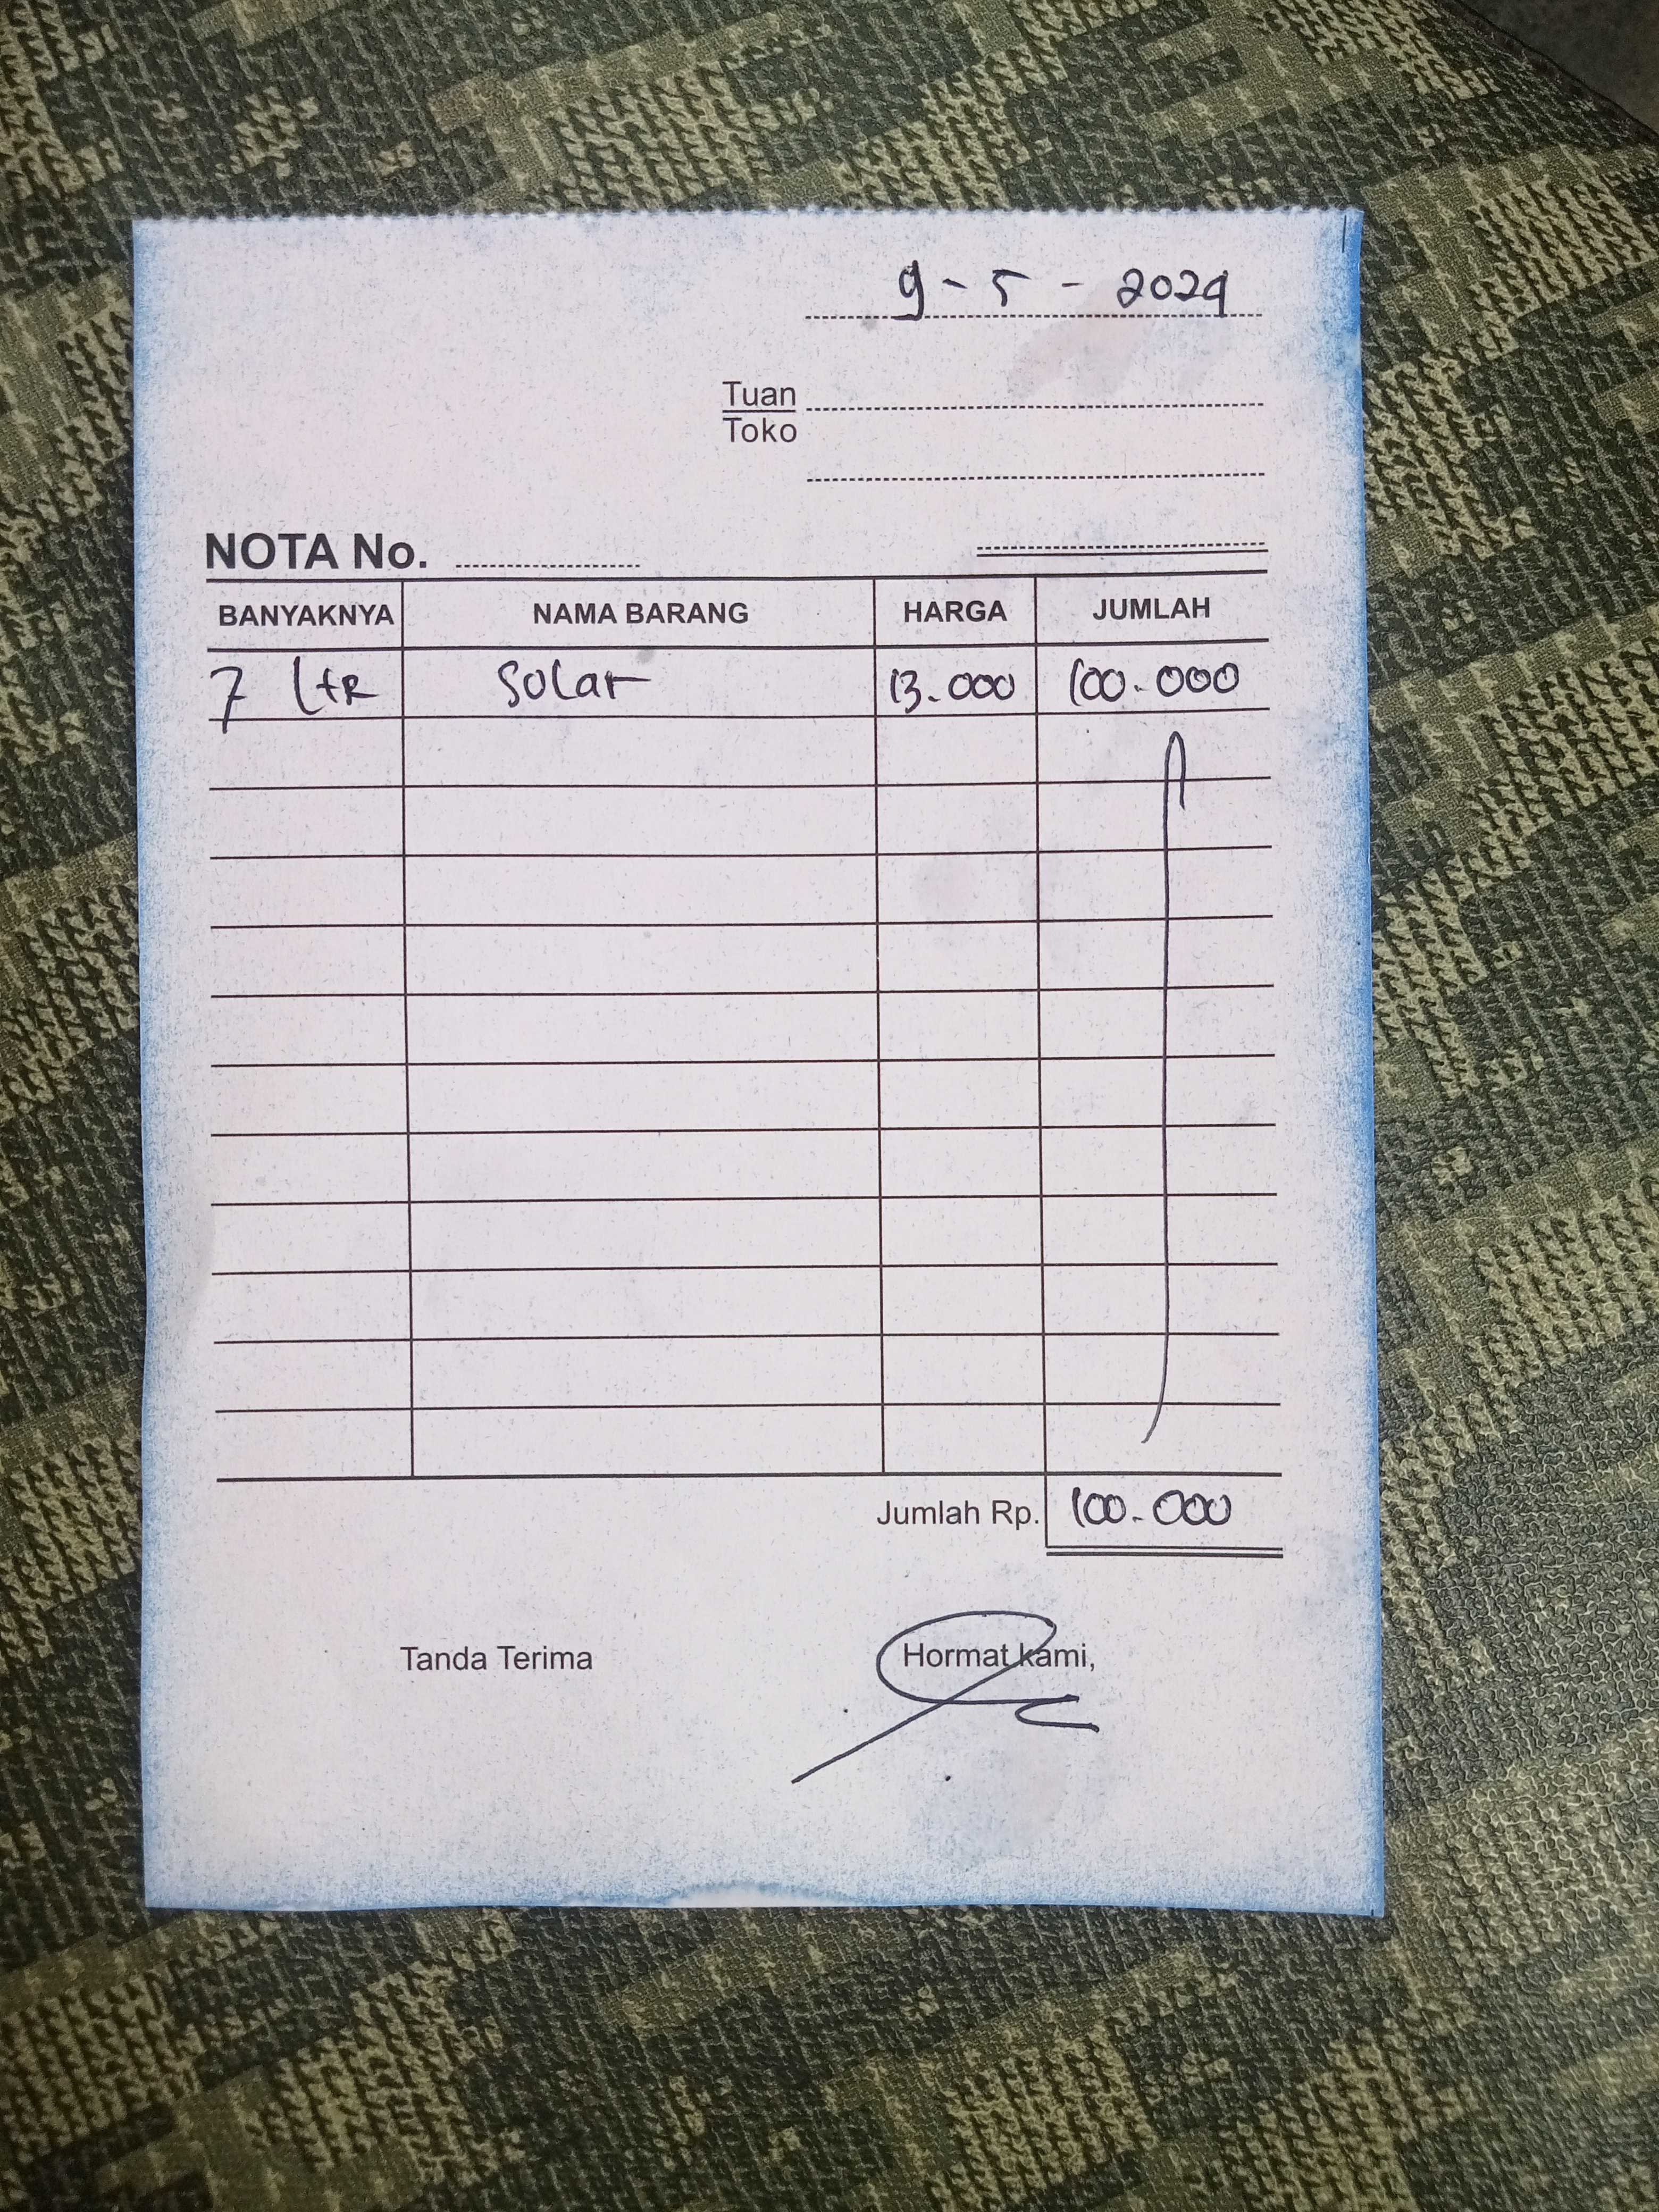 9-5-2024
Tuan
Toko
NOTA No.
BANYAKNYA NAMA BARANG HARGA JUMLAH
7 LtR Solar 13.000 100.000
Jumlah Rp. 100.000
Tanda Terima Hormat kami,